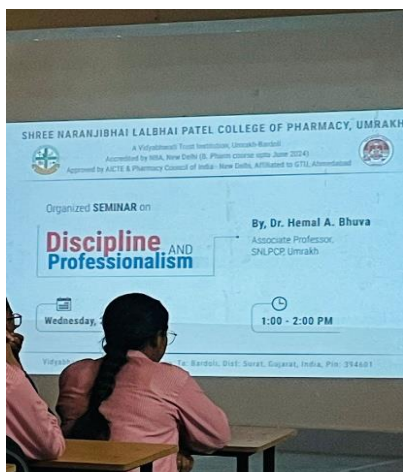 SHREE NARANJIBHAI LALBHAI PATEL COLLEGE OF PHARMACY, UMRAKH
A Vidyabharti Trust Institution, Umrakh-Bardoli
Accredited by NBA, New Delhi (B. Pharm course upto June 2024)
Approved by AICTE & Pharmacy Council of India - New Delhi, Affiliated to GTU, Ahmedabad
Organized SEMINAR on
Discipline AND
Professionalism
By, Dr. Hemal A. Bhuva
Associate Professor,
SNLPCP, Umrakh
Wednesday,
1:00 - 2:00 PM
Ta: Bardoli, Dist: Surat, Gujarat, India, Pin: 394601